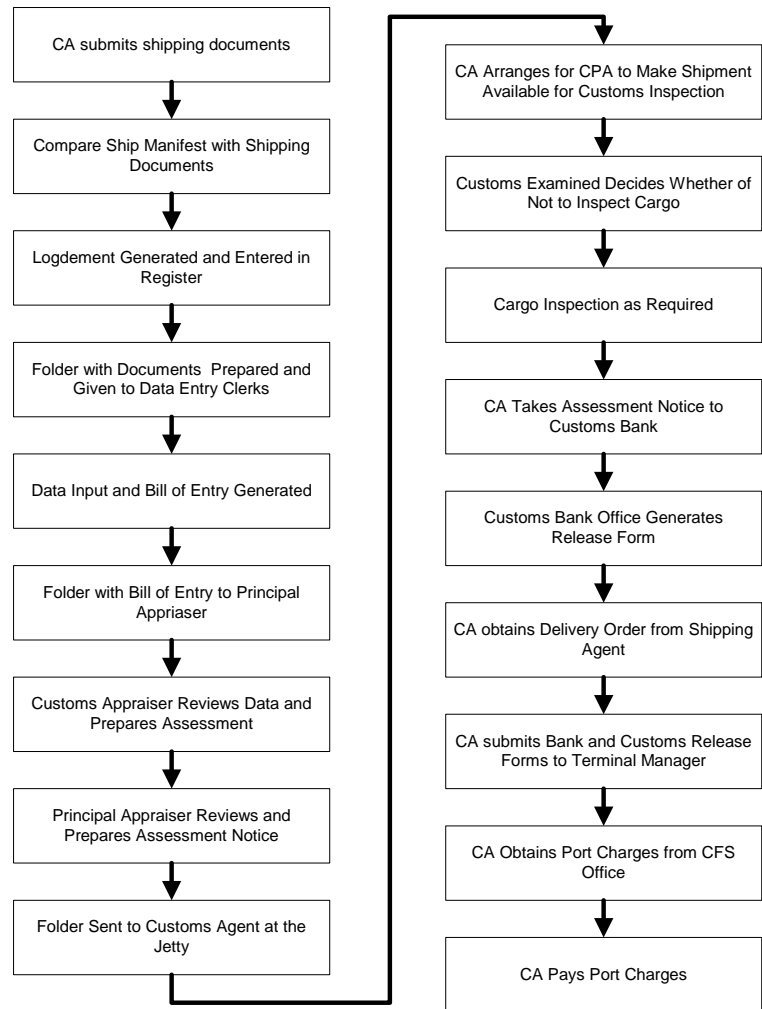 CA submits shipping documents
Compare Ship Manifest with Shipping
Documents
Logdement Generated and Entered in
Register
Folder with Documents  Prepared and
Given to Data Entry Clerks
Data Input and Bill of Entry Generated
Folder with Bill of Entry to Principal
Appriaser
Customs Appraiser Reviews Data and
Prepares Assessment
Principal Appraiser Reviews and
Prepares Assessment Notice
Folder Sent to Customs Agent at the
Jetty
CA Arranges for CPA to Make Shipment
Available for Customs Inspection
Customs Examined Decides Whether of
Not to Inspect Cargo
Cargo Inspection as Required
CA Takes Assessment Notice to
Customs Bank
Customs Bank Office Generates
Release Form
CA obtains Delivery Order from Shipping
Agent
CA submits Bank and Customs Release
Forms to Terminal Manager
CA Obtains Port Charges from CFS
Office
CA Pays Port Charges